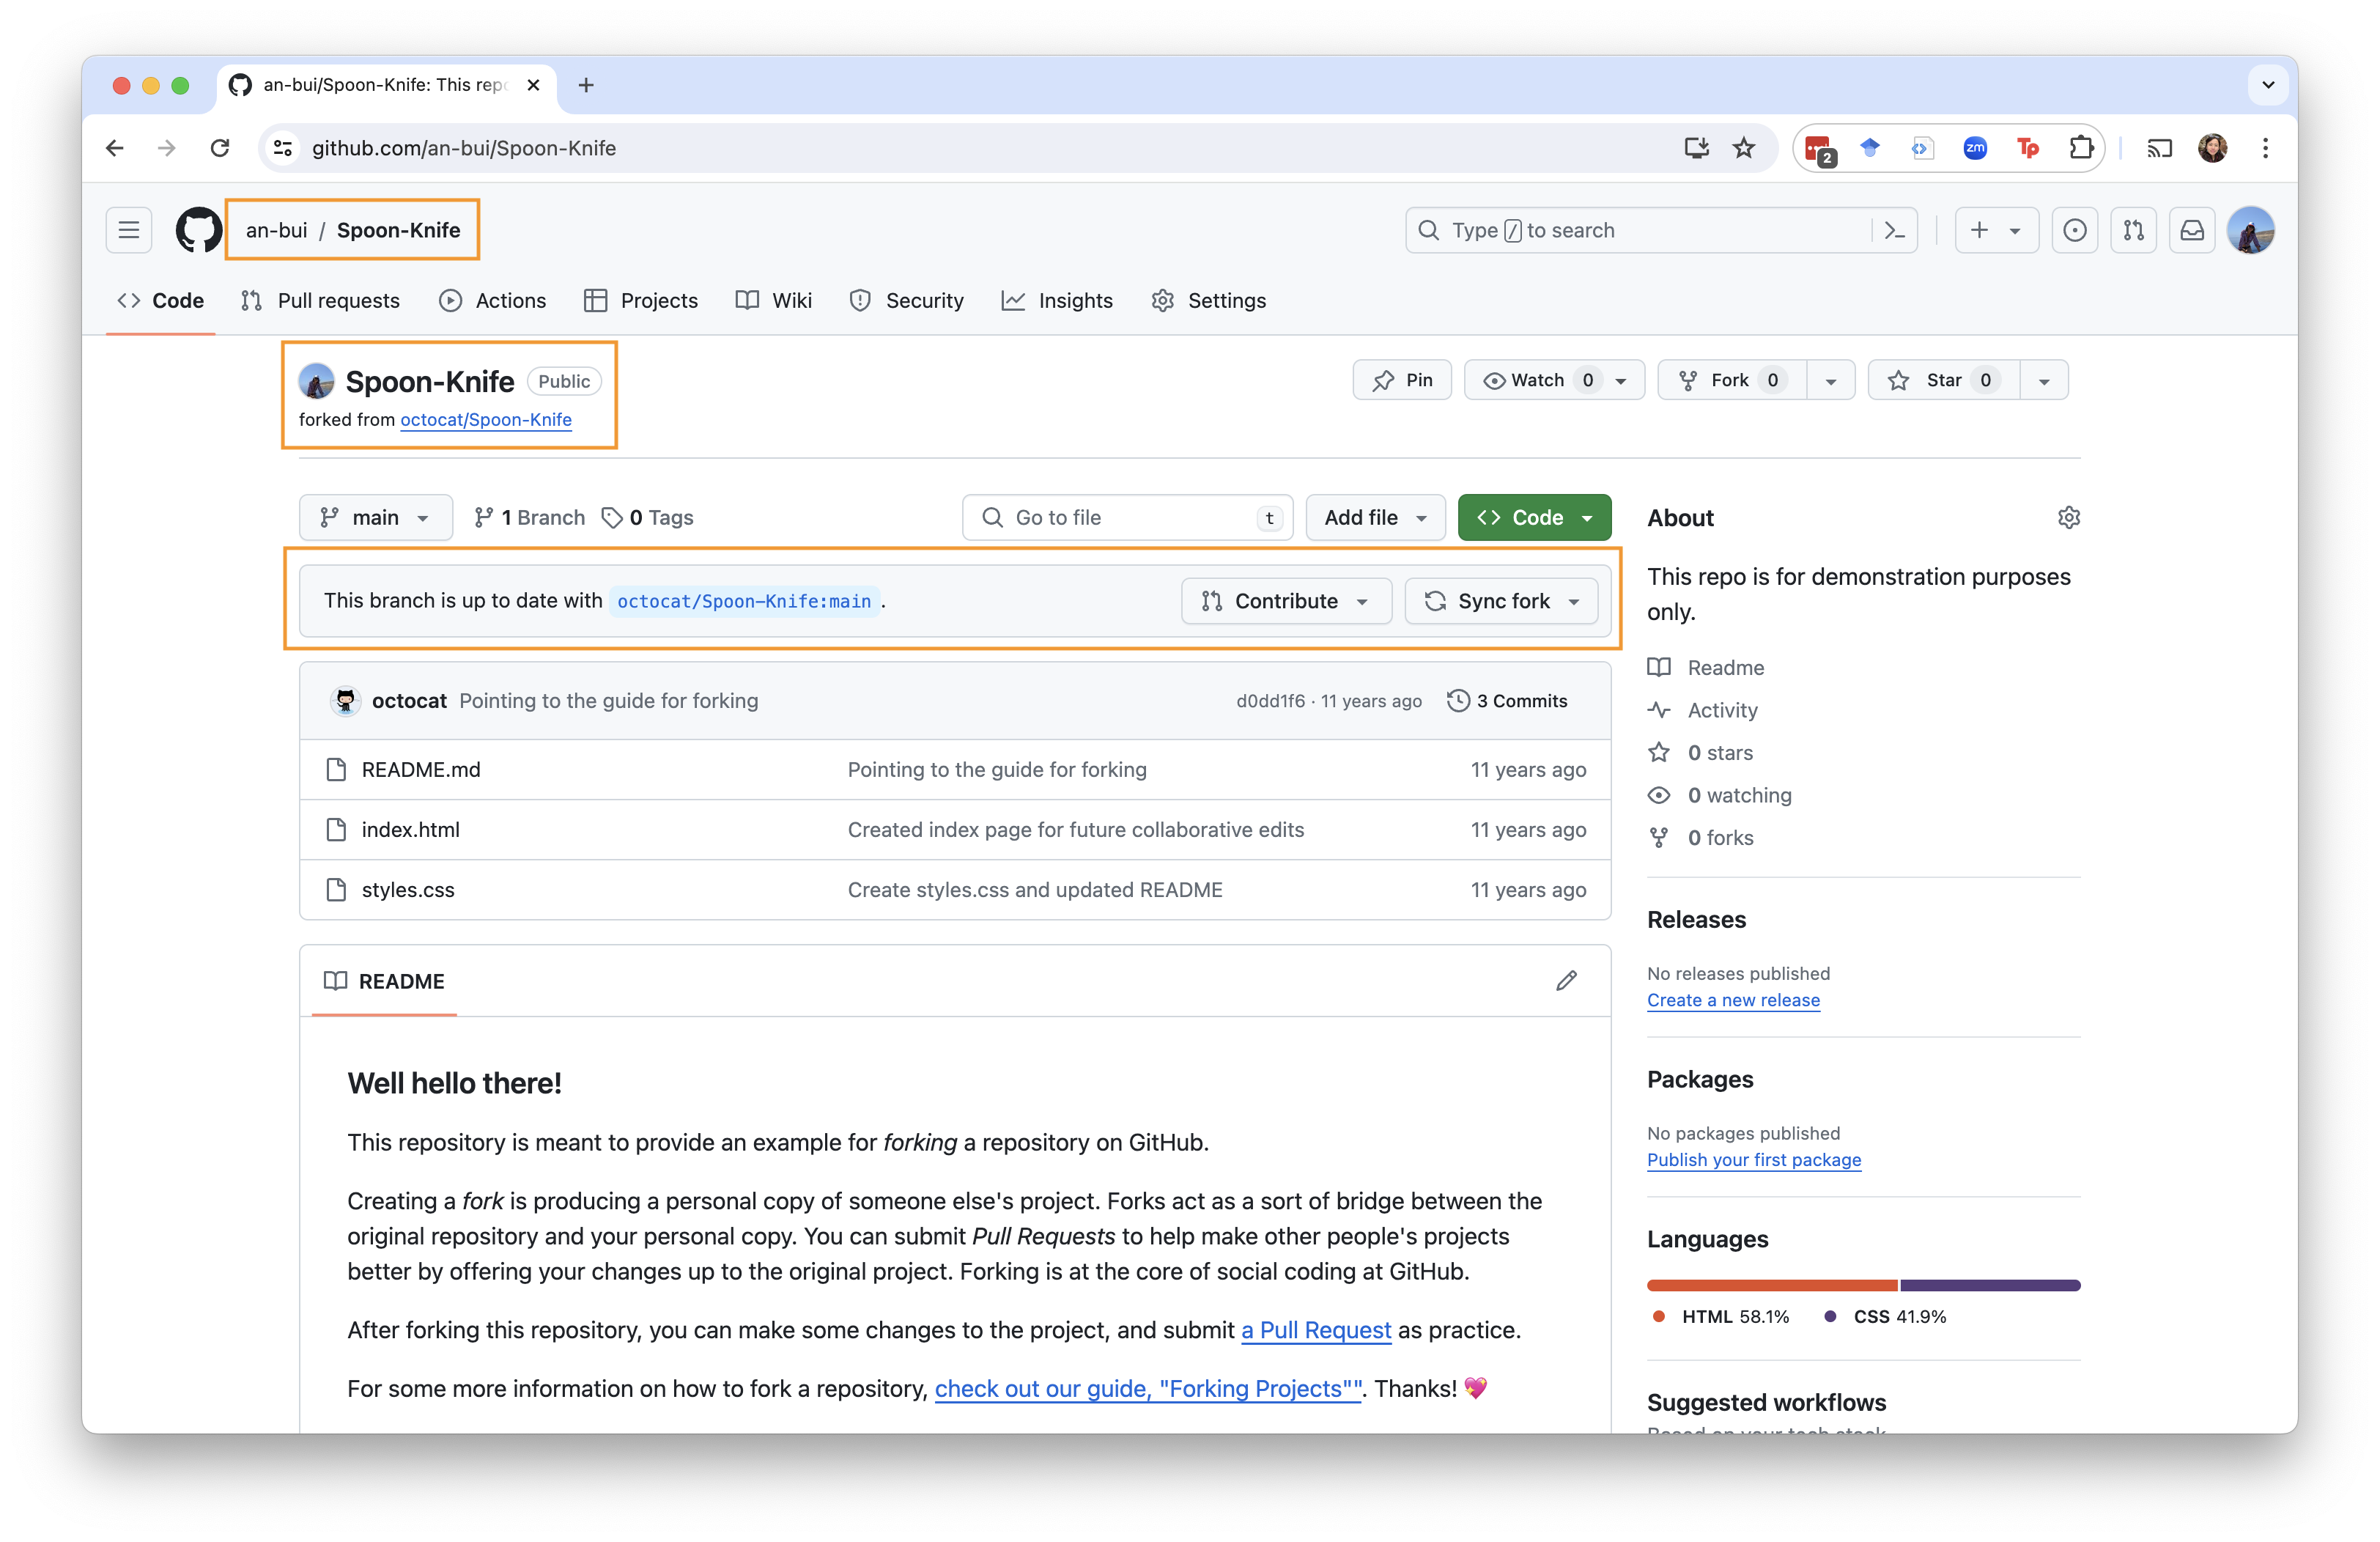 an-bui/Spoon-Knife: This rep
github.com/an-bui/Spoon-Knife
2
zm
Tp
an-bui / Spoon-Knife
Type / to search
Code
Pull requests
Actions
Projects
Wiki
Security
Insights
Settings
Spoon-Knife Public
forked from octocat/Spoon-Knife
Pin
Watch 0
Fork 0
Star 0
main
1 Branch
0 Tags
Go to file t
Add file
Code
This branch is up to date with octocat/Spoon-Knife:main .
Contribute
Sync fork
octocat Pointing to the guide for forking d0dd1f6 · 11 years ago 3 Commits
README.md Pointing to the guide for forking 11 years ago
index.html Created index page for future collaborative edits 11 years ago
styles.css Create styles.css and updated README 11 years ago
README
Well hello there!
This repository is meant to provide an example for forking a repository on GitHub.
Creating a fork is producing a personal copy of someone else's project. Forks act as a sort of bridge between the
original repository and your personal copy. You can submit Pull Requests to help make other people's projects
better by offering your changes up to the original project. Forking is at the core of social coding at GitHub.
After forking this repository, you can make some changes to the project, and submit a Pull Request as practice.
For some more information on how to fork a repository, check out our guide, "Forking Projects"". Thanks! 💖
About
This repo is for demonstration purposes
only.
Readme
Activity
0 stars
0 watching
0 forks
Releases
No releases published
Create a new release
Packages
No packages published
Publish your first package
Languages
HTML 58.1%
CSS 41.9%
Suggested workflows
Based on your tech stack